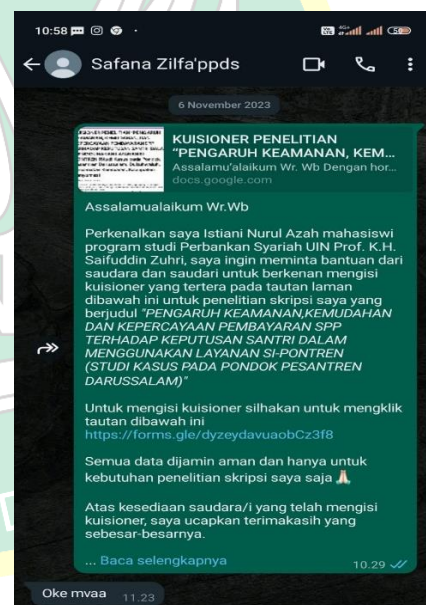 10:58
Safana Zilfa'ppds
6 November 2023
KUISIONER PENELITIAN
"PENGARUH KEAMANAN, KEM...
Assalamu'alaikum Wr. Wb Dengan hor...
docs.google.com
Assalamualaikum Wr.Wb
Perkenalkan saya Istiani Nurul Azah mahasiswi
program studi Perbankan Syariah UIN Prof. K.H.
Saifuddin Zuhri, saya ingin meminta bantuan dari
saudara dan saudari untuk berkenan mengisi
kuisioner yang tertera pada tautan laman
dibawah ini untuk penelitian skripsi saya yang
berjudul "PENGARUH KEAMANAN,KEMUDAHAN
DAN KEPERCAYAAN PEMBAYARAN SPP
TERHADAP KEPUTUSAN SANTRI DALAM
MENGGUNAKAN LAYANAN SI-PONTREN
(STUDI KASUS PADA PONDOK PESANTREN
DARUSSALAM)"
Untuk mengisi kuisioner silhakan untuk mengklik
tautan dibawah ini
https://forms.gle/dyzeydavuaobCz3f8
Semua data dijamin aman dan hanya untuk
kebutuhan penelitian skripsi saya saja 🙏🏻
Atas kesediaan saudara/i yang telah mengisi
kuisioner, saya ucapkan terimakasih yang
sebesar-besarnya.
... Baca selengkapnya
10.29
Oke mvaa 11.23